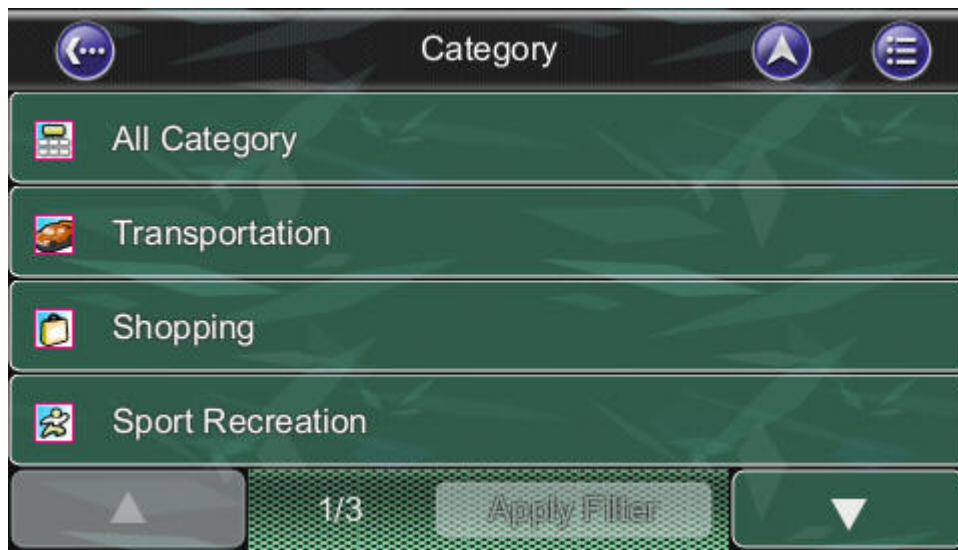 Category
All Category
Transportation
Shopping
Sport Recreation
1/3 Apply Filter